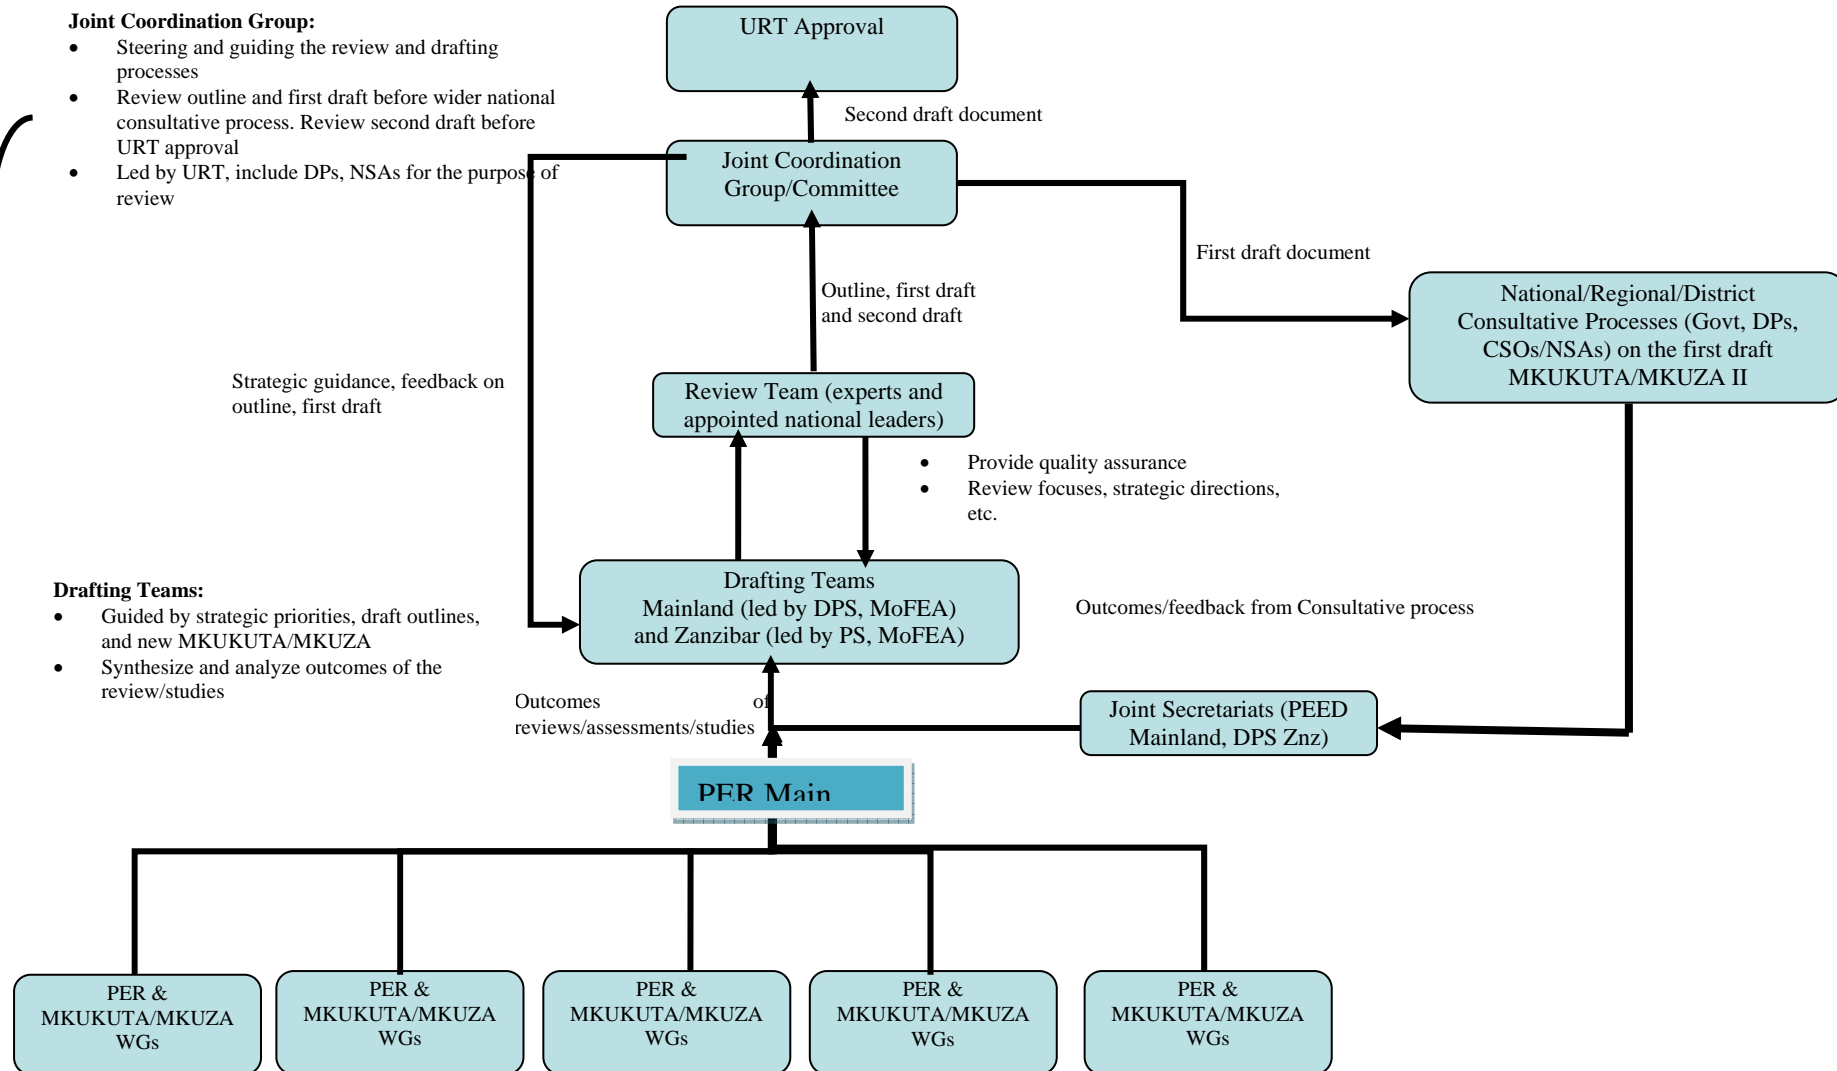 Joint Coordination Group:
• Steering and guiding the review and drafting
processes
• Review outline and first draft before wider national
consultative process. Review second draft before
URT approval
• Led by URT, include DPs, NSAs for the purpose of
review
URT Approval
Second draft document
Joint Coordination
Group/Committee
First draft document
Outline, first draft
and second draft
National/Regional/District
Consultative Processes (Govt, DPs,
CSOs/NSAs) on the first draft
MKUKUTA/MKUZA II
Strategic guidance, feedback on
outline, first draft
Review Team (experts and
appointed national leaders)
• Provide quality assurance
• Review focuses, strategic directions,
etc.
Drafting Teams:
• Guided by strategic priorities, draft outlines,
and new MKUKUTA/MKUZA
• Synthesize and analyze outcomes of the
review/studies
Drafting Teams
Mainland (led by DPS, MoFEA)
and Zanzibar (led by PS, MoFEA)
Outcomes/feedback from Consultative process
Outcomes of
reviews/assessments/studies
Joint Secretariats (PEED
Mainland, DPS Znz)
PER Main
PER &
MKUKUTA/MKUZA
WGs
PER &
MKUKUTA/MKUZA
WGs
PER &
MKUKUTA/MKUZA
WGs
PER &
MKUKUTA/MKUZA
WGs
PER &
MKUKUTA/MKUZA
WGs